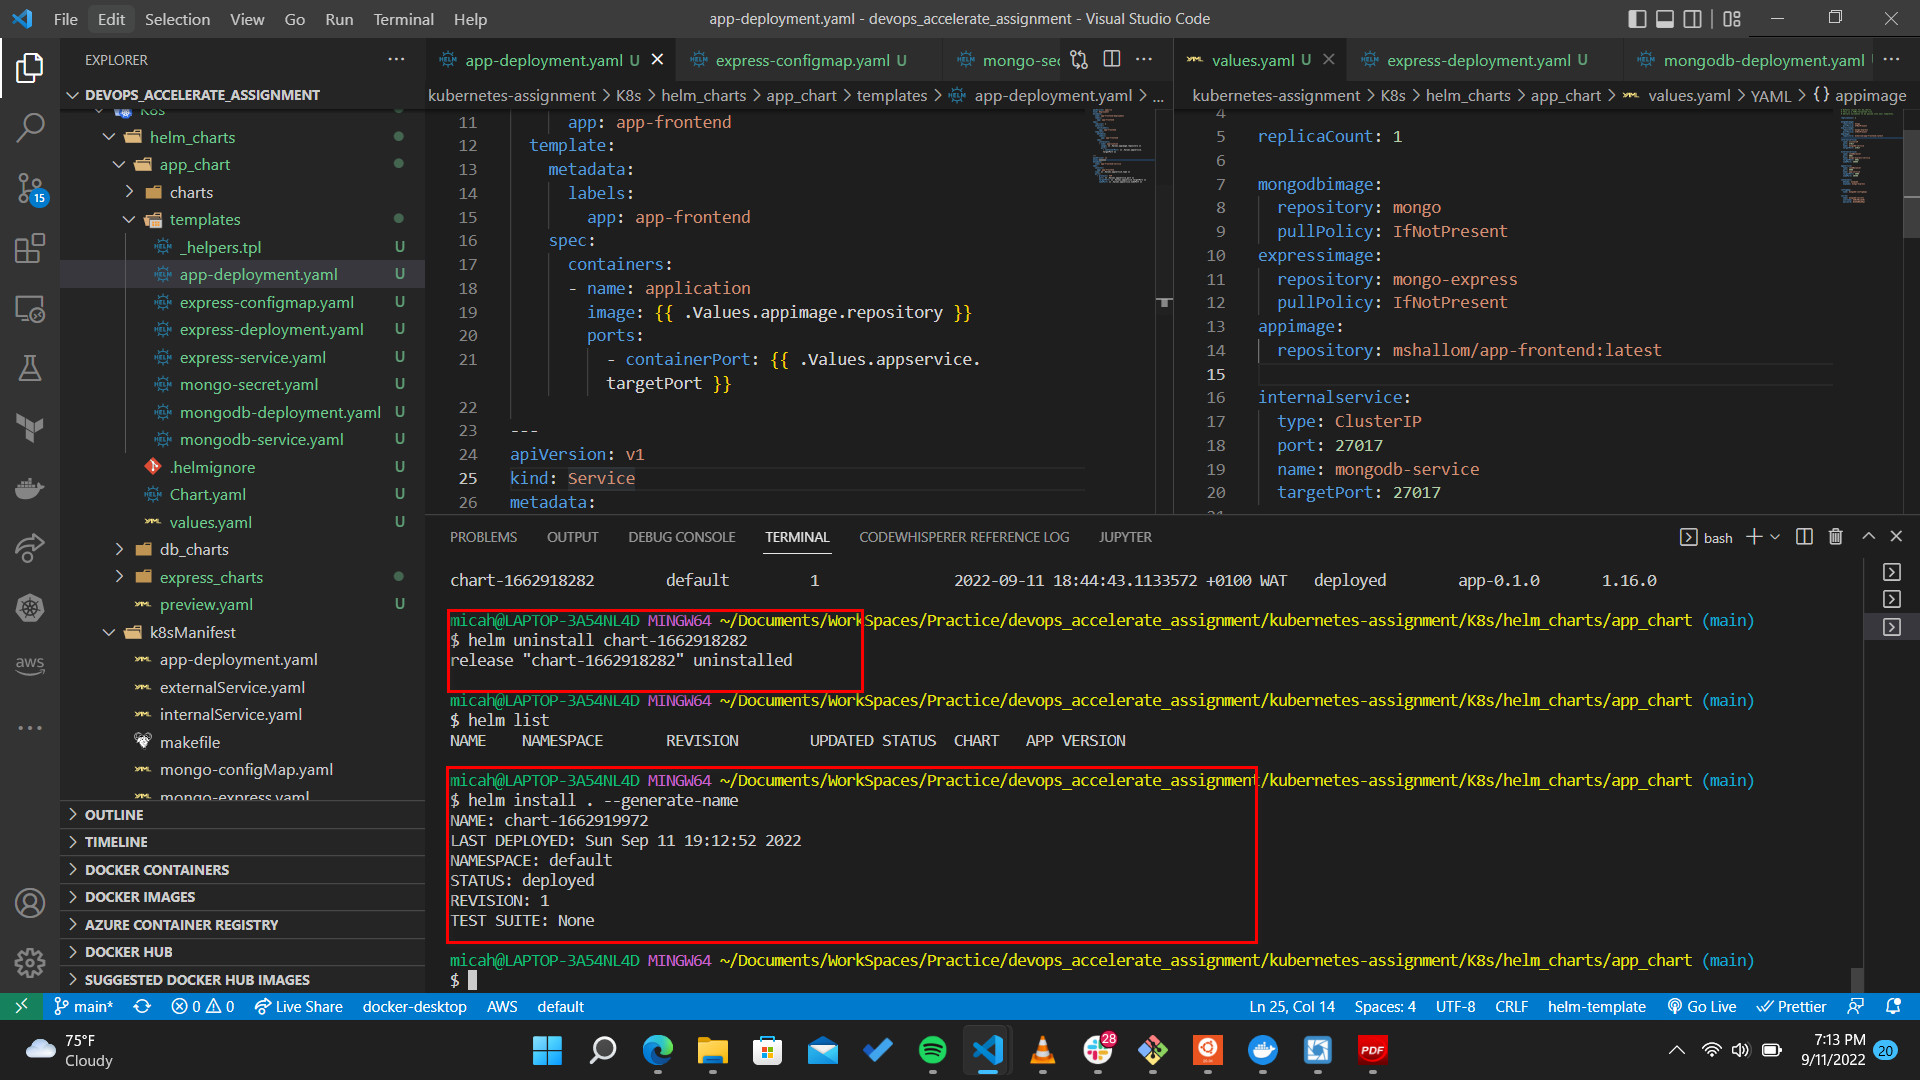 File Edit Selection View Go Run Terminal Help
app-deployment.yaml - devops_accelerate_assignment - Visual Studio Code
EXPLORER
DEVOPS_ACCELERATE_ASSIGNMENT
K8s
helm_charts
app_chart
charts
templates
_helpers.tpl U
app-deployment.yaml U
express-configmap.yaml U
express-deployment.yaml U
express-service.yaml U
mongo-secret.yaml U
mongodb-deployment.yaml U
mongodb-service.yaml U
.helmignore U
Chart.yaml U
values.yaml U
db_charts
express_charts
preview.yaml U
k8sManifest
app-deployment.yaml
externalService.yaml
internalService.yaml
makefile
mongo-configMap.yaml
mongo-express.yaml
OUTLINE
TIMELINE
DOCKER CONTAINERS
DOCKER IMAGES
AZURE CONTAINER REGISTRY
DOCKER HUB
SUGGESTED DOCKER HUB IMAGES
15
aws
app-deployment.yaml U express-configmap.yaml U mongo-sec
kubernetes-assignment > K8s > helm_charts > app_chart > templates > app-deployment.yaml > ...
11 app: app-frontend
12 template:
13 metadata:
14 labels:
15 app: app-frontend
16 spec:
17 containers:
18 - name: application
19 image: {{ .Values.appimage.repository }}
20 ports:
21 - containerPort: {{ .Values.appservice.
targetPort }}
22
23 ---
24 apiVersion: v1
25 kind: Service
26 metadata:
values.yaml U express-deployment.yaml U mongodb-deployment.yaml
kubernetes-assignment > K8s > helm_charts > app_chart > values.yaml > YAML > {} appimage
4
5 replicaCount: 1
6
7 mongodbimage:
8 repository: mongo
9 pullPolicy: IfNotPresent
10 expressimage:
11 repository: mongo-express
12 pullPolicy: IfNotPresent
13 appimage:
14 repository: mshallom/app-frontend:latest
15
16 internalservice:
17 type: ClusterIP
18 port: 27017
19 name: mongodb-service
20 targetPort: 27017
21
PROBLEMS OUTPUT DEBUG CONSOLE TERMINAL CODEWHISPERER REFERENCE LOG JUPYTER
bash
chart-1662918282 default 1 2022-09-11 18:44:43.1133572 +0100 WAT deployed app-0.1.0 1.16.0
micah@LAPTOP-3A54NL4D MINGW64 ~/Documents/WorkSpaces/Practice/devops_accelerate_assignment/kubernetes-assignment/K8s/helm_charts/app_chart (main)
$ helm uninstall chart-1662918282
release "chart-1662918282" uninstalled
micah@LAPTOP-3A54NL4D MINGW64 ~/Documents/WorkSpaces/Practice/devops_accelerate_assignment/kubernetes-assignment/K8s/helm_charts/app_chart (main)
$ helm list
NAME NAMESPACE REVISION UPDATED STATUS CHART APP VERSION
micah@LAPTOP-3A54NL4D MINGW64 ~/Documents/WorkSpaces/Practice/devops_accelerate_assignment/kubernetes-assignment/K8s/helm_charts/app_chart (main)
$ helm install . --generate-name
NAME: chart-1662919972
LAST DEPLOYED: Sun Sep 11 19:12:52 2022
NAMESPACE: default
STATUS: deployed
REVISION: 1
TEST SUITE: None
micah@LAPTOP-3A54NL4D MINGW64 ~/Documents/WorkSpaces/Practice/devops_accelerate_assignment/kubernetes-assignment/K8s/helm_charts/app_chart (main)
$
main* 0 0 Live Share docker-desktop AWS default
Ln 25, Col 14 Spaces: 4 UTF-8 CRLF helm-template Go Live Prettier
75°F
Cloudy
28
PDF
7:13 PM
9/11/2022
20